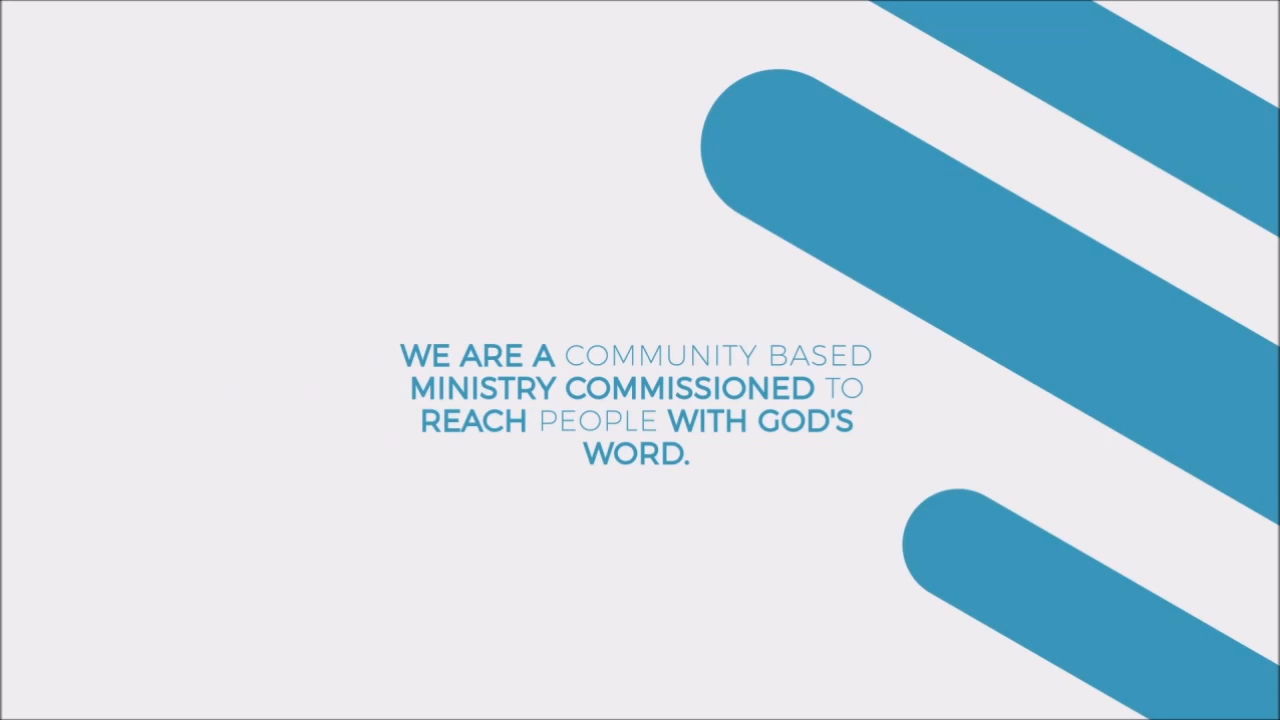 WE ARE A COMMUNITY BASED
MINISTRY COMMISSIONED TO
REACH PEOPLE WITH GOD'S
WORD.